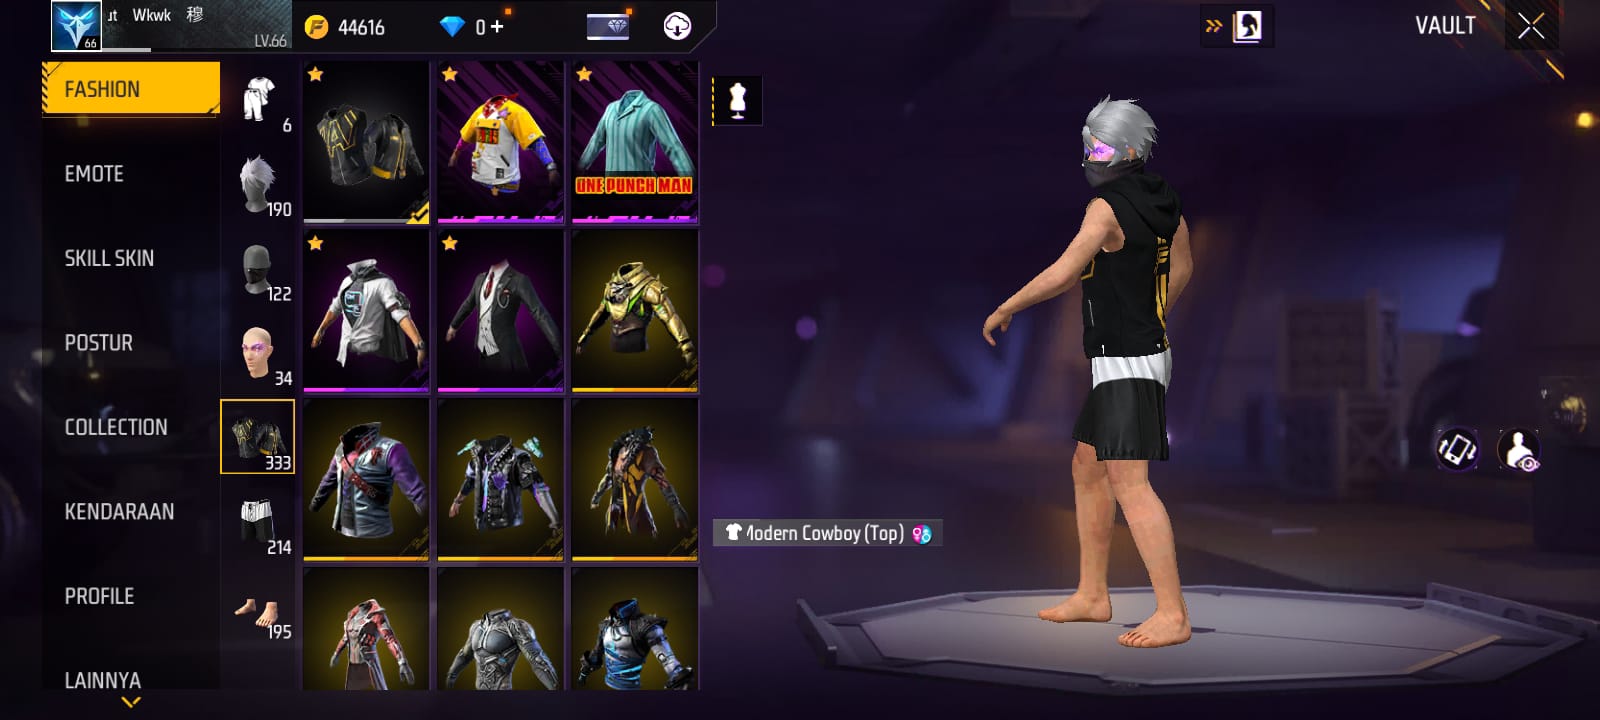 ut Wkwk 穆
66
LV.66
44616
0+
VAULT
FASHION
EMOTE
SKILL SKIN
POSTUR
COLLECTION
KENDARAAN
PROFILE
LAINNYA
6
190
122
34
333
214
195
ONE PUNCH MAN
Modern Cowboy (Top)